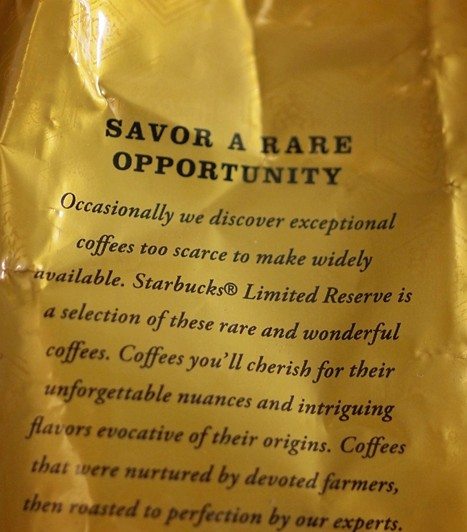 SAVOR A RARE
OPPORTUNITY
Occasionally we discover exceptional
coffees too scarce to make widely
available. Starbucks® Limited Reserve is
a selection of these rare and wonderful
coffees. Coffees you'll cherish for their
unforgettable nuances and intriguing
flavors evocative of their origins. Coffees
that were nurtured by devoted farmers,
then roasted to perfection by our experts.